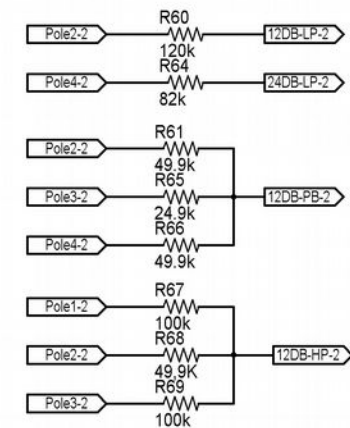 R60
Pole2-2 12DB-LP-2
120k
R64
Pole4-2 24DB-LP-2
82k
R61
Pole2-2
49.9k
R65
Pole3-2 12DB-PB-2
24.9k
R66
Pole4-2
49.9k
R67
Pole1-2
100k
R68
Pole2-2 12DB-HP-2
49.9K
R69
Pole3-2
100k